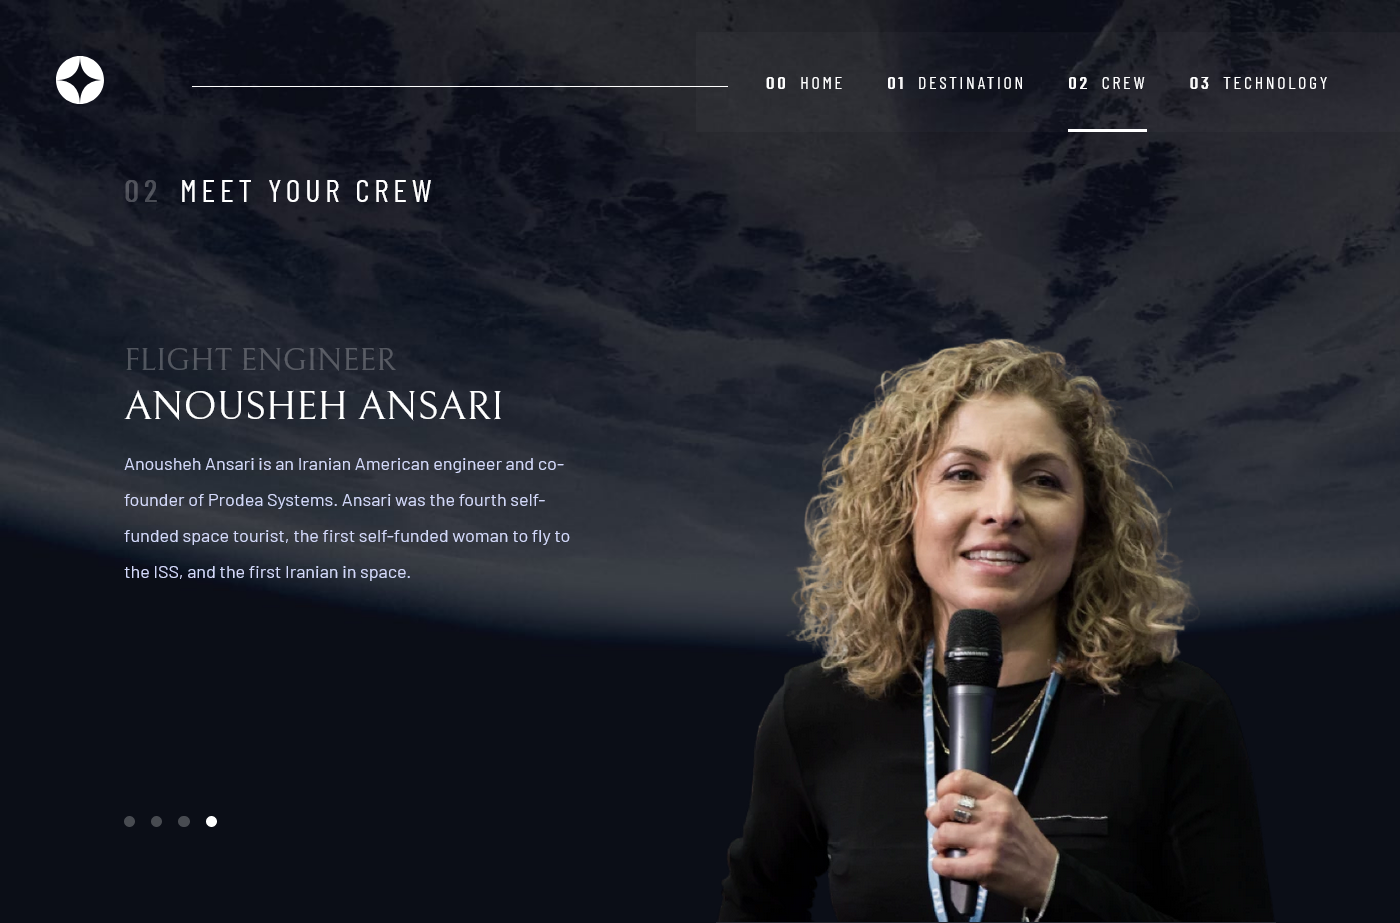 00 HOME 01 DESTINATION 02 CREW 03 TECHNOLOGY
02 MEET YOUR CREW
FLIGHT ENGINEER
ANOUSHEH ANSARI
Anousheh Ansari is an Iranian American engineer and co-
founder of Prodea Systems. Ansari was the fourth self-
funded space tourist, the first self-funded woman to fly to
the ISS, and the first Iranian in space.